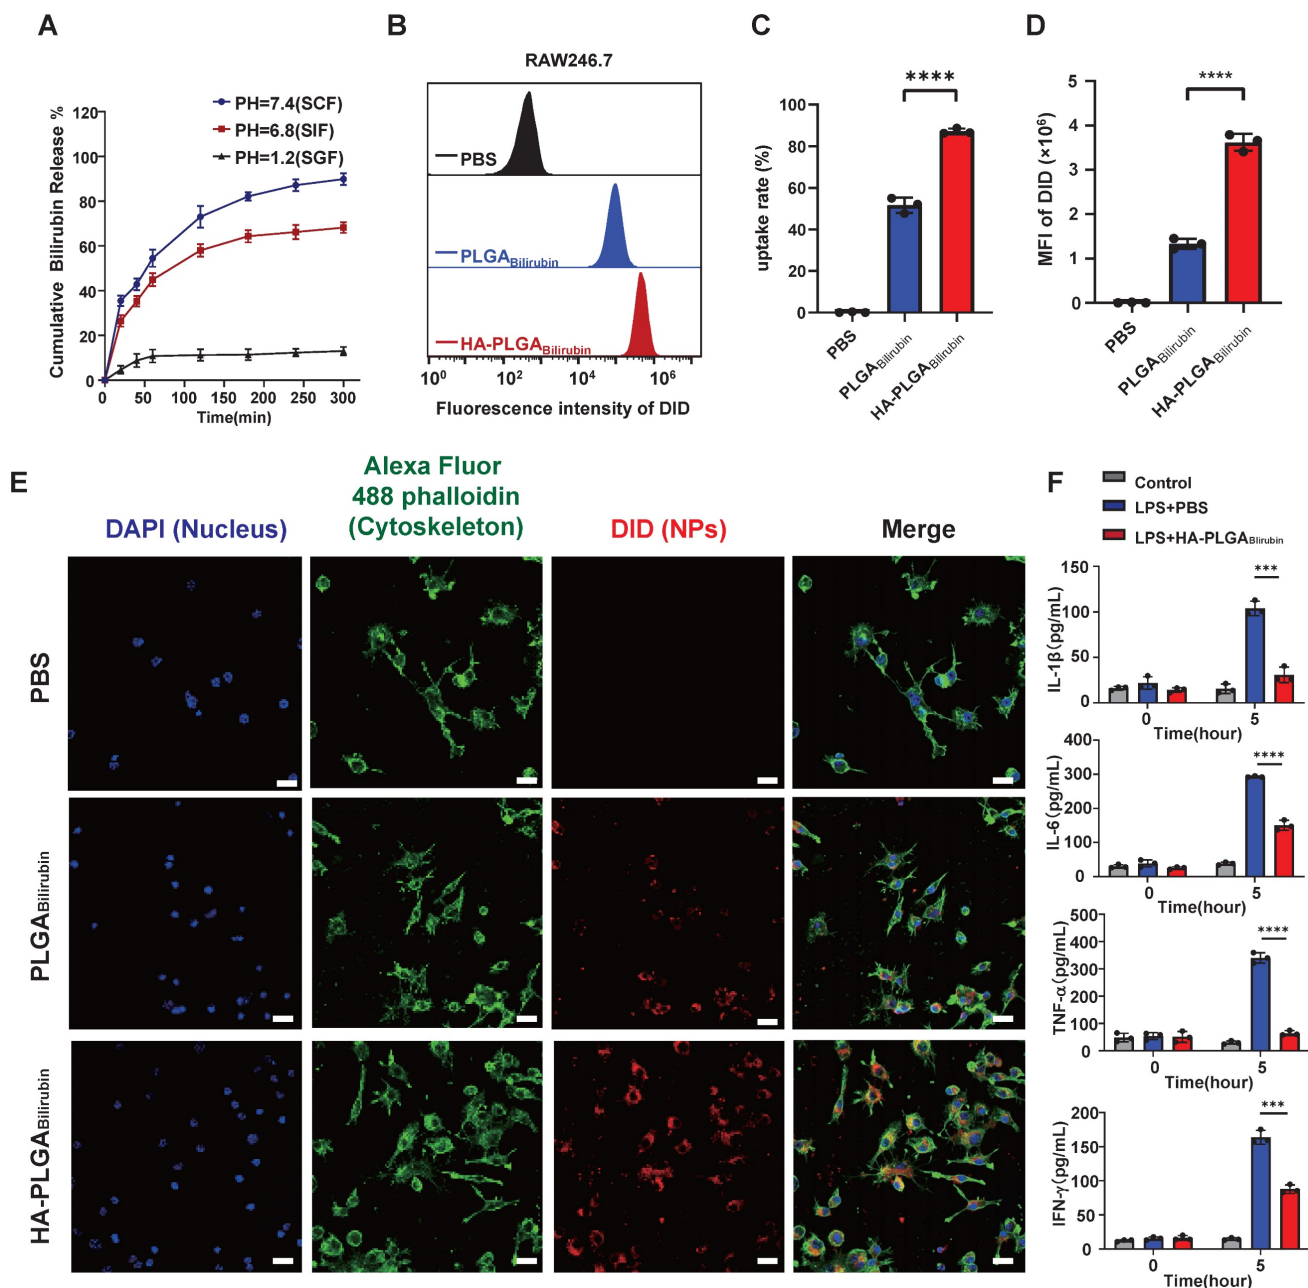 A
PH=7.4(SCF)
PH=6.8(SIF)
PH=1.2(SGF)
Cumulative Bilirubin Release %
120
100
80
60
40
20
0
0 50 100 150 200 250 300
Time(min)
B
RAW246.7
PBS
PLGABilirubin
HA-PLGABilirubin
10⁰ 10² 10⁴ 10⁶
Fluorescence intensity of DID
C
****
uptake rate (%)
100
80
60
40
20
0
PBS
PLGABilirubin
HA-PLGABilirubin
D
****
MFI of DID (×10⁶)
5
4
3
2
1
0
PBS
PLGABilirubin
HA-PLGABilirubin
E
DAPI (Nucleus)
Alexa Fluor
488 phalloidin
(Cytoskeleton)
DID (NPs)
Merge
PBS
PLGABilirubin
HA-PLGABilirubin
F
Control
LPS+PBS
LPS+HA-PLGABlirubin
IL-1β(pg/mL)
150
100
50
0
***
0 5
Time(hour)
IL-6(pg/mL)
400
300
200
100
0
****
0 5
Time(hour)
TNF-α(pg/mL)
500
400
300
200
100
0
****
0 5
Time(hour)
IFN-γ(pg/mL)
200
150
100
50
0
***
0 5
Time(hour)